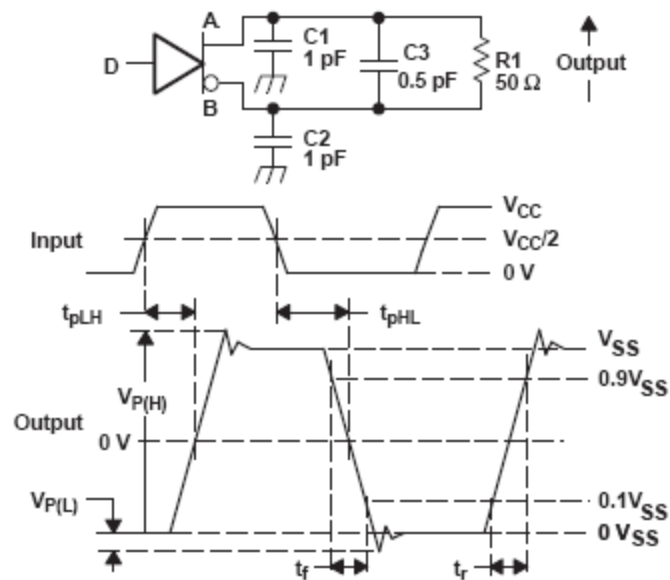 A
D
B
C1
1 pF
C3
0.5 pF
R1
50 Ω
Output
C2
1 pF
Input
VCC
VCC/2
0 V
tpLH
tpHL
VP(H)
Output
0 V
VP(L)
VSS
0.9VSS
0.1VSS
0 VSS
tf
tr